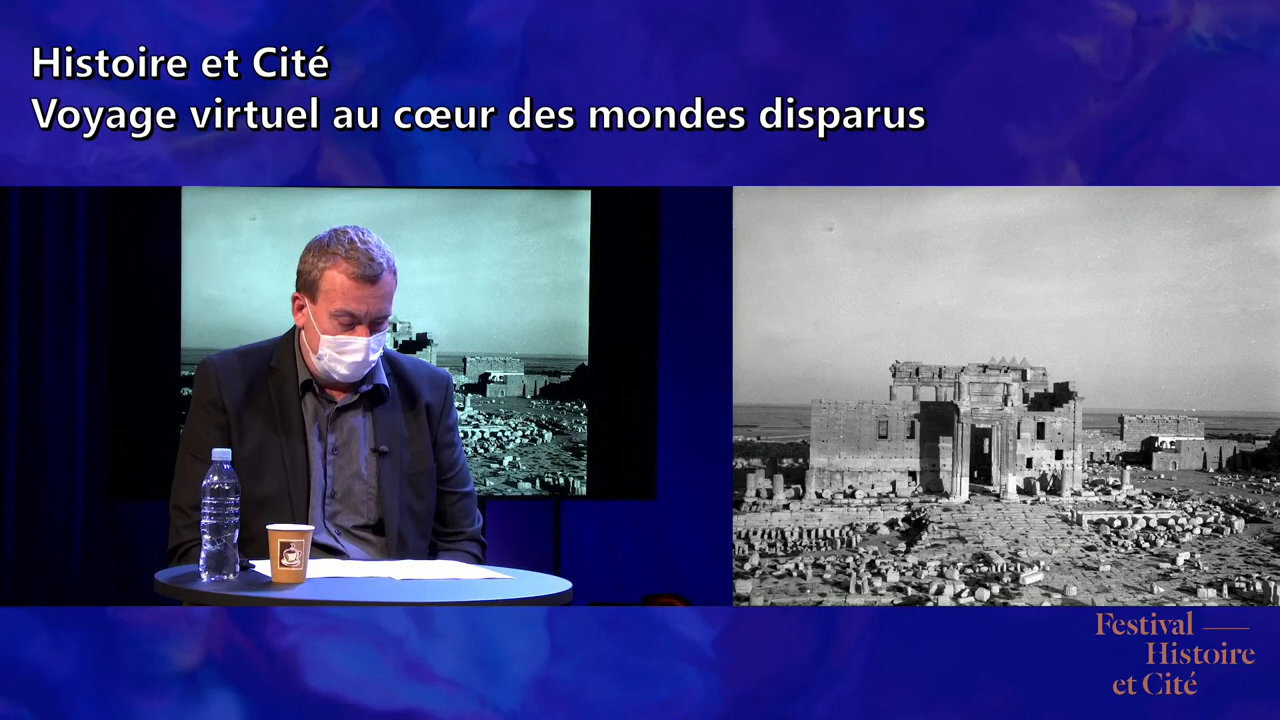 Histoire et Cité
Voyage virtuel au cœur des mondes disparus
Festival
Histoire
et Cité